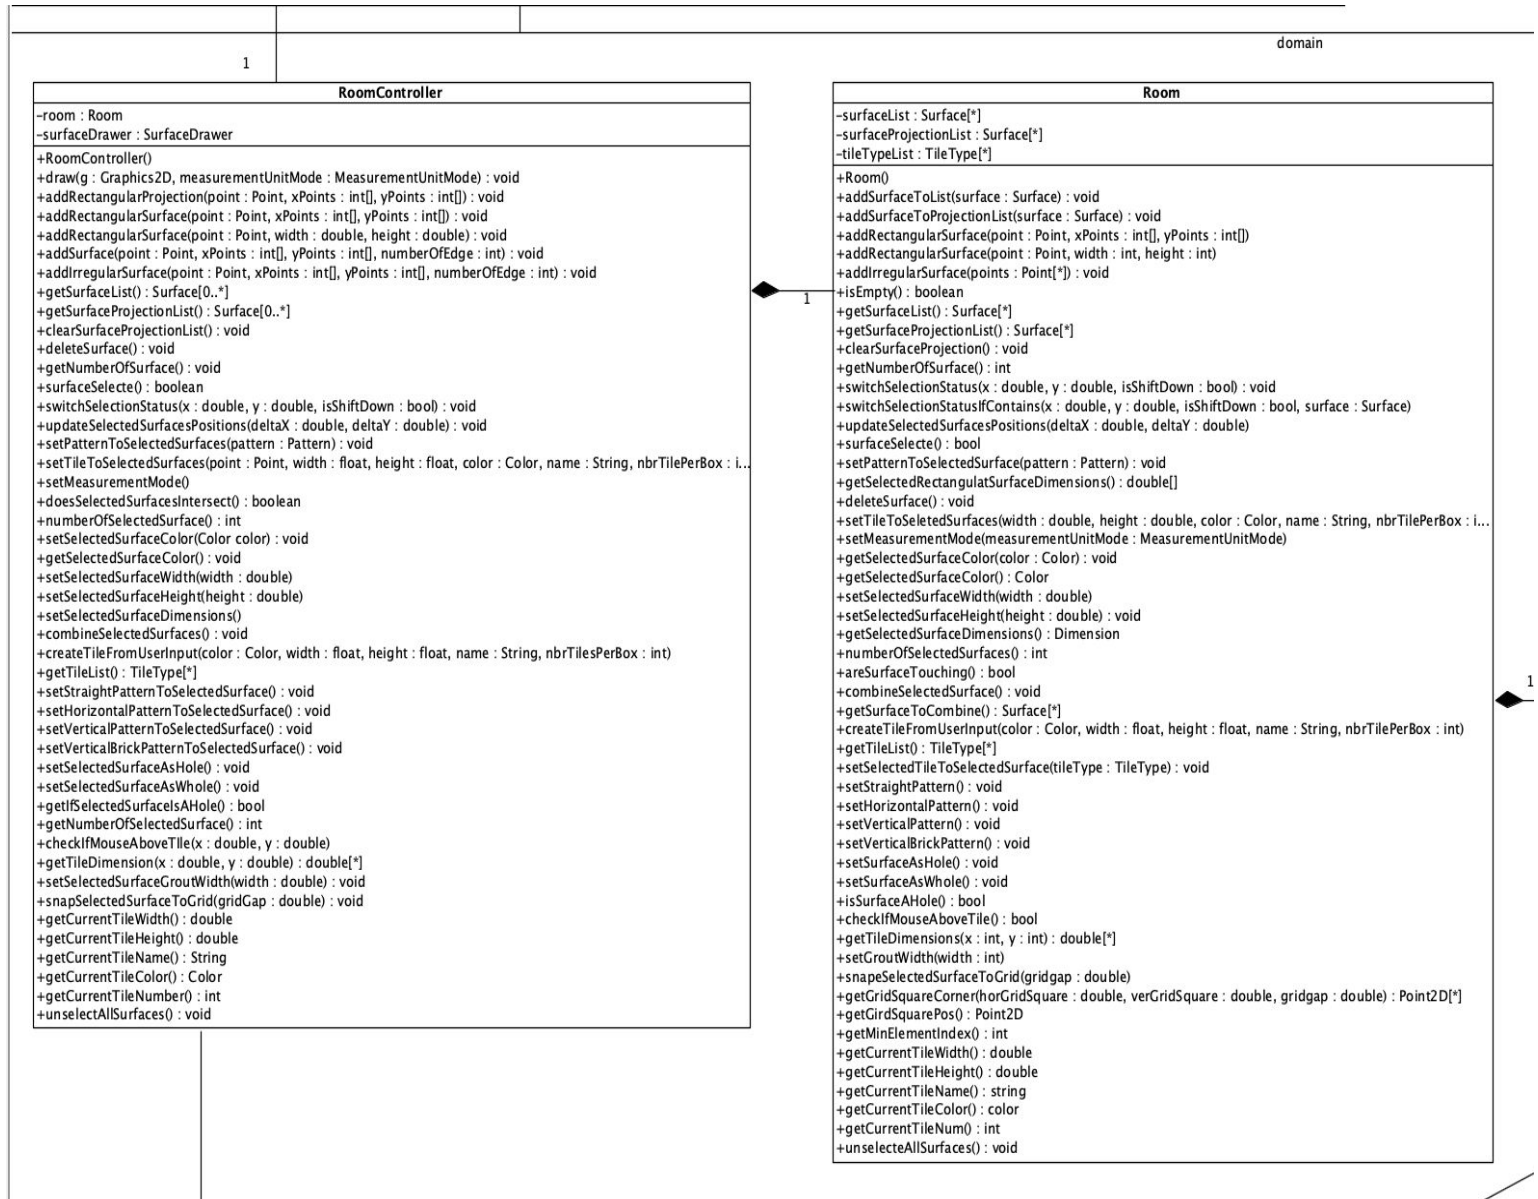 domain
1
RoomController
-room : Room
-surfaceDrawer : SurfaceDrawer
+RoomController()
+draw(g : Graphics2D, measurementUnitMode : MeasurementUnitMode) : void
+addRectangularProjection(point : Point, xPoints : int[], yPoints : int[]) : void
+addRectangularSurface(point : Point, xPoints : int[], yPoints : int[]) : void
+addRectangularSurface(point : Point, width : double, height : double) : void
+addSurface(point : Point, xPoints : int[], yPoints : int[], numberOfEdge : int) : void
+addIrregularSurface(point : Point, xPoints : int[], yPoints : int[], numberOfEdge : int) : void
+getSurfaceList() : Surface[0..*]
+getSurfaceProjectionList() : Surface[0..*]
+clearSurfaceProjectionList() : void
+deleteSurface() : void
+getNumberOfSurface() : void
+surfaceSelecte() : boolean
+switchSelectionStatus(x : double, y : double, isShiftDown : bool) : void
+updateSelectedSurfacesPositions(deltaX : double, deltaY : double) : void
+setPatternToSelectedSurfaces(pattern : Pattern) : void
+setTileToSelectedSurfaces(point : Point, width : float, height : float, color : Color, name : String, nbrTilePerBox : i...
+setMeasurementMode()
+doesSelectedSurfacesIntersect() : boolean
+numberOfSelectedSurface() : int
+setSelectedSurfaceColor(Color color) : void
+getSelectedSurfaceColor() : void
+setSelectedSurfaceWidth(width : double)
+setSelectedSurfaceHeight(height : double)
+setSelectedSurfaceDimensions()
+combineSelectedSurfaces() : void
+createTileFromUserInput(color : Color, width : float, height : float, name : String, nbrTilesPerBox : int)
+getTileList() : TileType[*]
+setStraightPatternToSelectedSurface() : void
+setHorizontalPatternToSelectedSurface() : void
+setVerticalPatternToSelectedSurface() : void
+setVerticalBrickPatternToSelectedSurface() : void
+setSelectedSurfaceAsHole() : void
+setSelectedSurfaceAsWhole() : void
+getIfSelectedSurfaceIsAHole() : bool
+getNumberOfSelectedSurface() : int
+checkIfMouseAboveTIle(x : double, y : double)
+getTileDimension(x : double, y : double) : double[*]
+setSelectedSurfaceGroutWidth(width : double) : void
+snapSelectedSurfaceToGrid(gridGap : double) : void
+getCurrentTileWidth() : double
+getCurrentTileHeight() : double
+getCurrentTileName() : String
+getCurrentTileColor() : Color
+getCurrentTileNumber() : int
+unselectAllSurfaces() : void
1
Room
-surfaceList : Surface[*]
-surfaceProjectionList : Surface[*]
-tileTypeList : TileType[*]
+Room()
+addSurfaceToList(surface : Surface) : void
+addSurfaceToProjectionList(surface : Surface) : void
+addRectangularSurface(point : Point, xPoints : int[], yPoints : int[])
+addRectangularSurface(point : Point, width : int, height : int)
+addIrregularSurface(points : Point[*]) : void
+isEmpty() : boolean
+getSurfaceList() : Surface[*]
+getSurfaceProjectionList() : Surface[*]
+clearSurfaceProjection() : void
+getNumberOfSurface() : int
+switchSelectionStatus(x : double, y : double, isShiftDown : bool) : void
+switchSelectionStatusIfContains(x : double, y : double, isShiftDown : bool, surface : Surface)
+updateSelectedSurfacesPositions(deltaX : double, deltaY : double)
+surfaceSelecte() : bool
+setPatternToSelectedSurface(pattern : Pattern) : void
+getSelectedRectangulatSurfaceDimensions() : double[]
+deleteSurface() : void
+setTileToSeletedSurfaces(width : double, height : double, color : Color, name : String, nbrTilePerBox : i...
+setMeasurementMode(measurementUnitMode : MeasurementUnitMode)
+getSelectedSurfaceColor(color : Color) : void
+getSelectedSurfaceColor() : Color
+setSelectedSurfaceWidth(width : double)
+setSelectedSurfaceHeight(height : double) : void
+getSelectedSurfaceDimensions() : Dimension
+numberOfSelectedSurfaces() : int
+areSurfaceTouching() : bool
+combineSelectedSurface() : void
+getSurfaceToCombine() : Surface[*]
+createTileFromUserInput(color : Color, width : float, height : float, name : String, nbrTilePerBox : int)
+getTileList() : TileType[*]
+setSelectedTileToSelectedSurface(tileType : TileType) : void
+setStraightPattern() : void
+setHorizontalPattern() : void
+setVerticalPattern() : void
+setVerticalBrickPattern() : void
+setSurfaceAsHole() : void
+setSurfaceAsWhole() : void
+isSurfaceAHole() : bool
+checkIfMouseAboveTile() : bool
+getTileDimensions(x : int, y : int) : double[*]
+setGroutWidth(width : int)
+snapeSelectedSurfaceToGrid(gridgap : double)
+getGridSquareCorner(horGridSquare : double, verGridSquare : double, gridgap : double) : Point2D[*]
+getGirdSquarePos() : Point2D
+getMinElementIndex() : int
+getCurrentTileWidth() : double
+getCurrentTileHeight() : double
+getCurrentTileName() : string
+getCurrentTileColor() : color
+getCurrentTileNum() : int
+unselecteAllSurfaces() : void
1